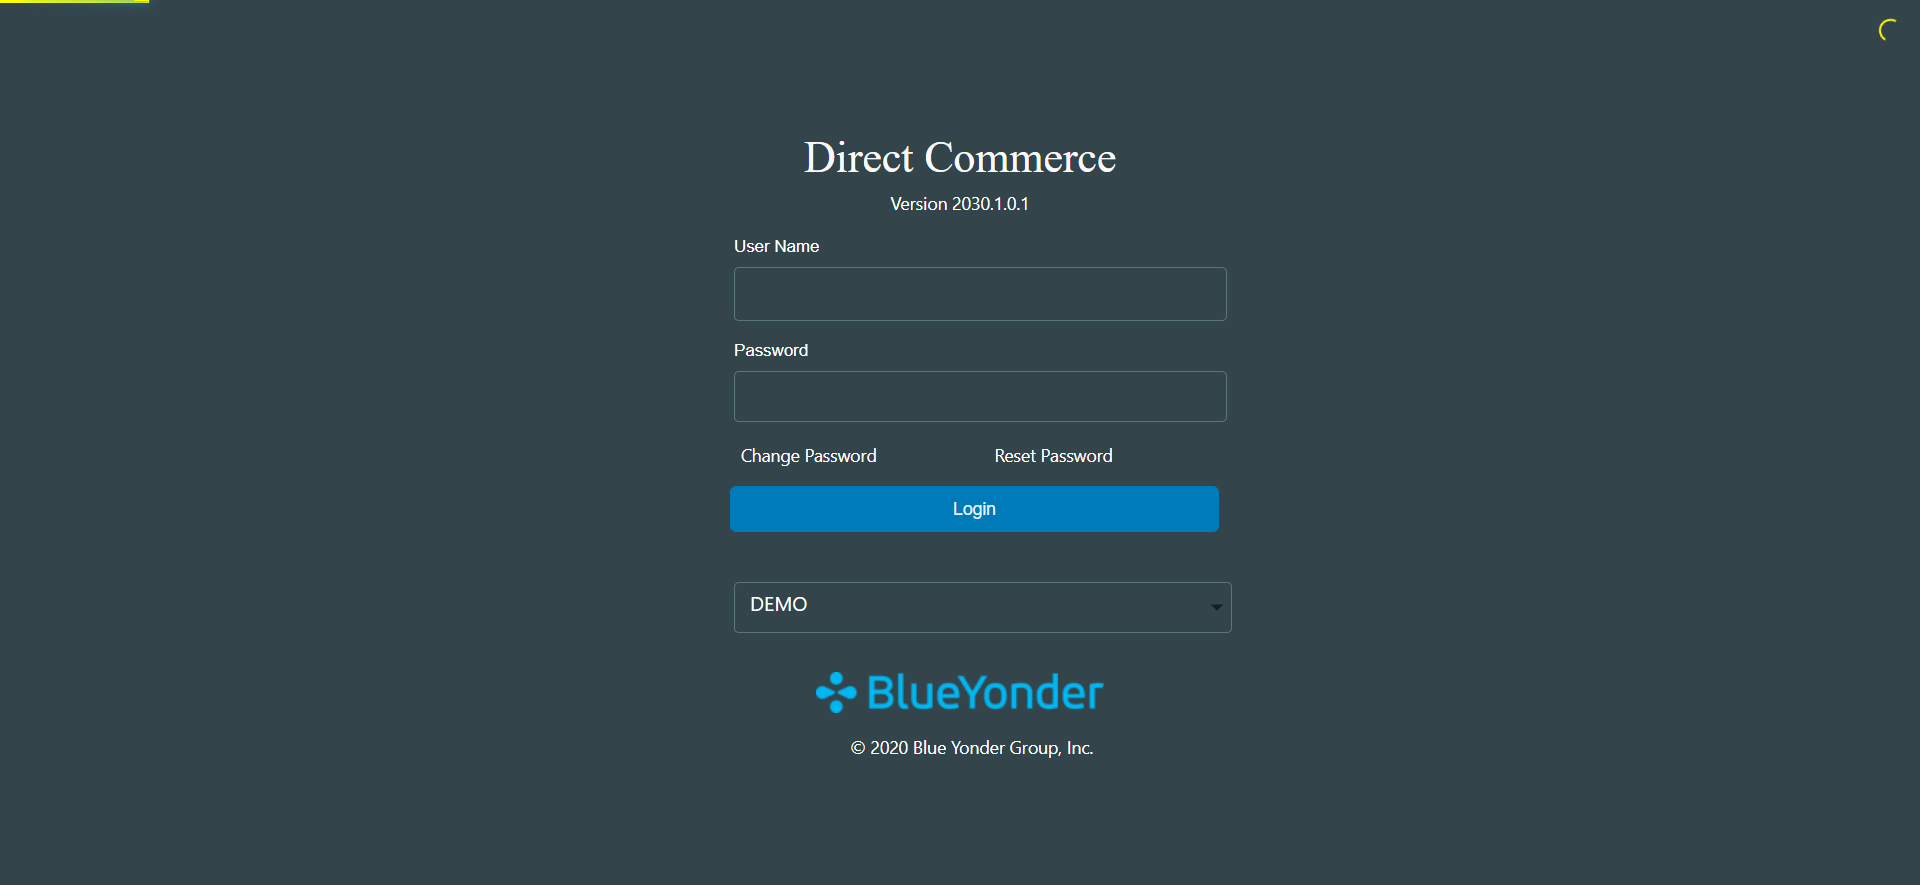 Direct Commerce
Version 2030.1.0.1
User Name
Password
Change Password Reset Password
Login
DEMO
BlueYonder
© 2020 Blue Yonder Group, Inc.